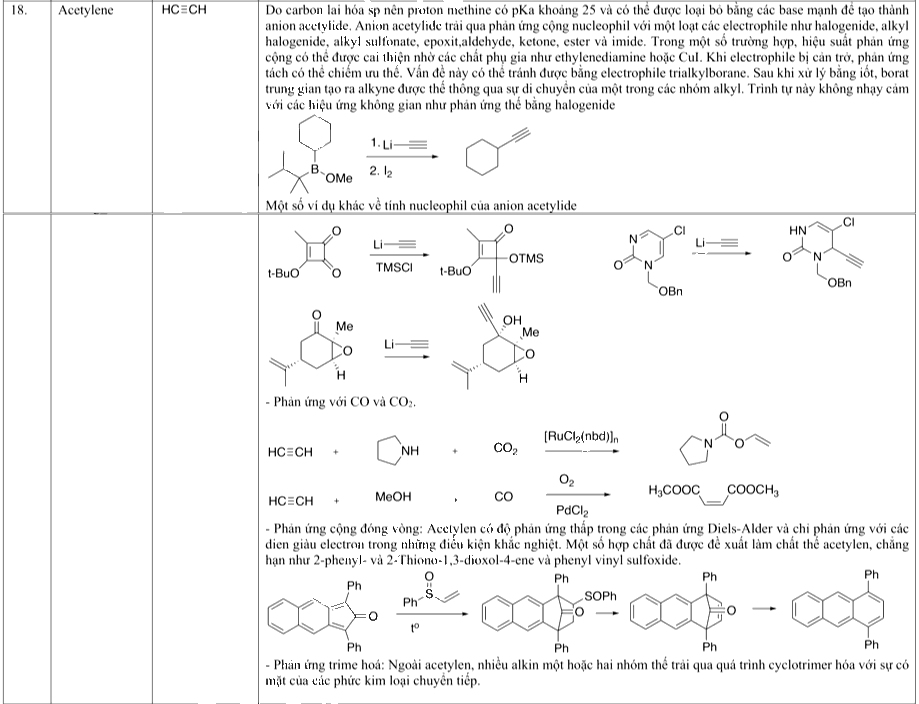 18. Acetylene HC≡CH Do carbon lai hóa sp nên proton methine có pKa khoảng 25 và có thể được loại bỏ bằng các base mạnh để tạo thành
anion acetylide. Anion acetylide trải qua phản ứng cộng nucleophil với một loạt các electrophile như halogenide, alkyl
halogenide, alkyl sulfonate, epoxit,aldehyde, ketone, ester và imide. Trong một số trường hợp, hiệu suất phản ứng
cộng có thể được cải thiện nhờ các chất phụ gia như ethylenediamine hoặc CuI. Khi electrophile bị cản trở, phản ứng
tách có thể chiếm ưu thế. Vấn đề này có thể tránh được bằng electrophile trialkylborane. Sau khi xử lý bằng iốt, borat
trung gian tạo ra alkyne được thế thông qua sự di chuyển của một trong các nhóm alkyl. Trình tự này không nhạy cảm
với các hiệu ứng không gian như phản ứng thế bằng halogenide
1. Li
B
OMe
2. I₂
Một số ví dụ khác về tính nucleophil của anion acetylide
O
t-BuO
O
Li
TMSCl
O
OTMS
t-BuO
N
Cl
O
N
OBn
Li
HN
Cl
O
N
OBn
O
Me
O
H
Li
OH
Me
O
H
- Phản ứng với CO và CO₂.
HC≡CH + NH + CO₂ [RuCl₂(nbd)]ₙ
O
N
O
HC≡CH + MeOH , CO O₂
PdCl₂
H₃COOC COOCH₃
- Phản ứng cộng đóng vòng: Acetylen có độ phản ứng thấp trong các phản ứng Diels-Alder và chỉ phản ứng với các
dien giàu electron trong những điều kiện khắc nghiệt. Một số hợp chất đã được đề xuất làm chất thế acetylen, chẳng
hạn như 2-phenyl- và 2-Thiono-1,3-dioxol-4-ene và phenyl vinyl sulfoxide.
Ph
O
Ph
O
S
Ph
tº
Ph
SOPh
O
Ph
Ph
O
Ph
Ph
Ph
- Phản ứng trime hoá: Ngoài acetylen, nhiều alkin một hoặc hai nhóm thế trải qua quá trình cyclotrimer hóa với sự có
mặt của các phức kim loại chuyển tiếp.